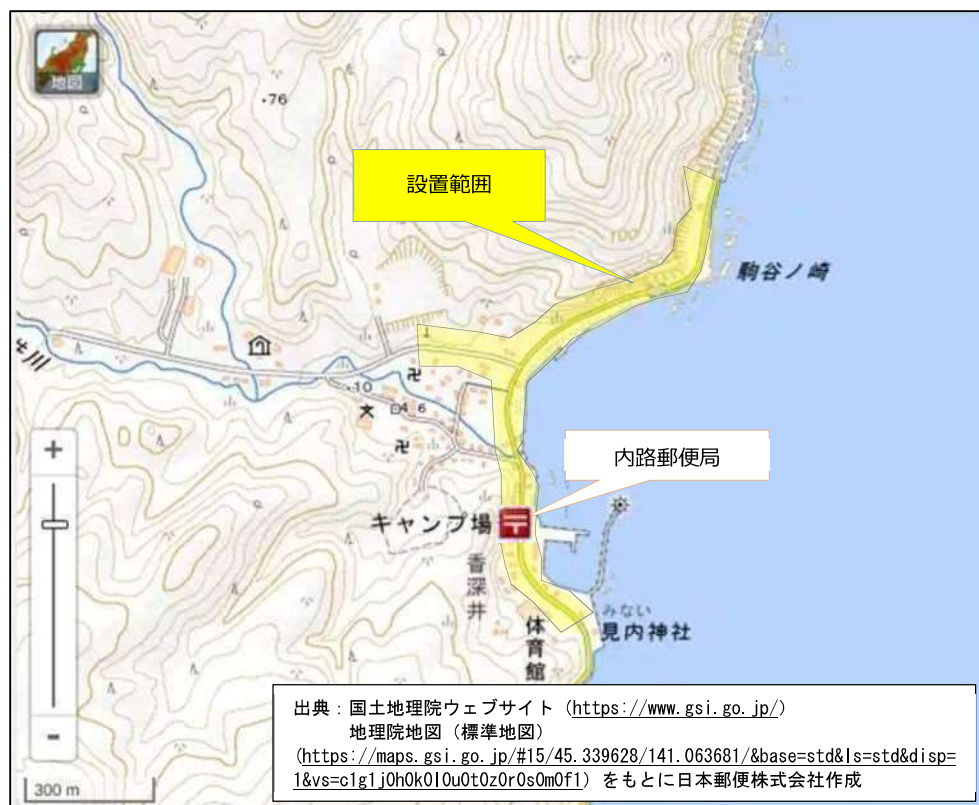 地図
・76
設置範囲
100
駒谷ノ崎
・10
4.6
内路郵便局
キャンプ場
香深井
みない
見内神社
体育館
+
-
300 m
出典：国土地理院ウェブサイト（https://www.gsi.go.jp/）
地理院地図（標準地図）
(https://maps.gsi.go.jp/#15/45.339628/141.063681/&base=std&ls=std&disp=
1&vs=c1g1j0h0k0l0u0t0z0r0s0m0f1) をもとに日本郵便株式会社作成